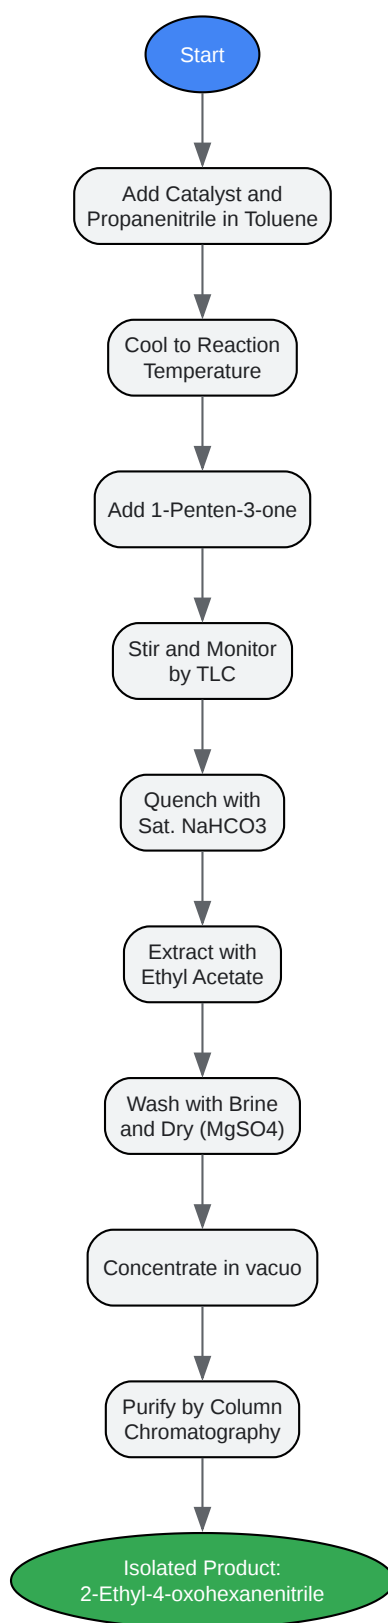 Start
Add Catalyst and
Propanenitrile in Toluene
Cool to Reaction
Temperature
Add 1-Penten-3-one
Stir and Monitor
by TLC
Quench with
Sat. NaHCO3
Extract with
Ethyl Acetate
Wash with Brine
and Dry (MgSO4)
Concentrate in vacuo
Purify by Column
Chromatography
Isolated Product:
2-Ethyl-4-oxohexanenitrile